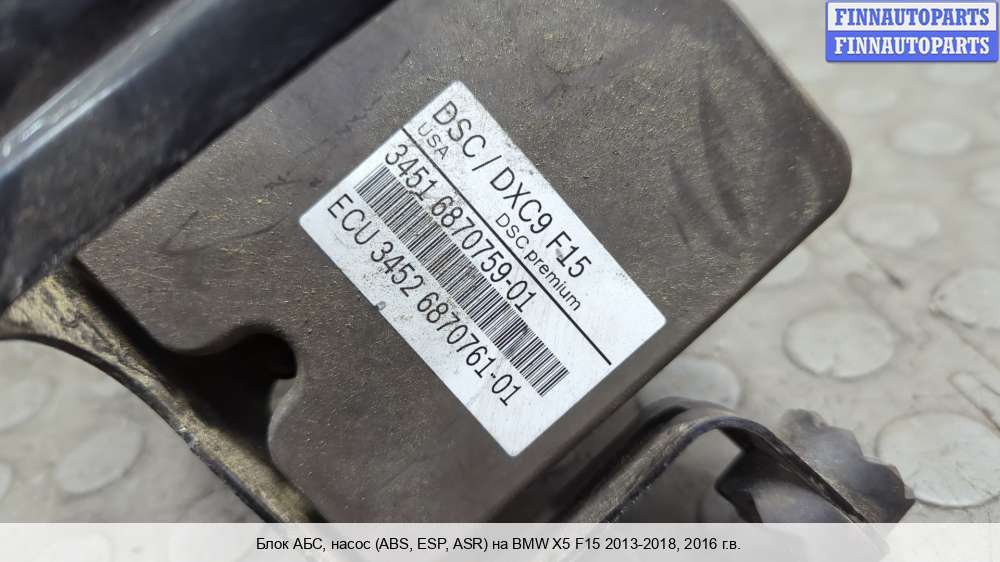 FINNAUTOPARTS
FINNAUTOPARTS
DSC / DXC9 F15
USA DSC premium
3451 6870759-01
ECU 3452 6870761-01
Блок АБС, насос (ABS, ESP, ASR) на BMW X5 F15 2013-2018, 2016 г.в.